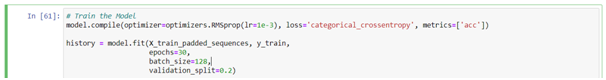 In [61]: # Train the Model
model.compile(optimizer=optimizers.RMSprop(lr=1e-3), loss='categorical_crossentropy', metrics=['acc'])
history = model.fit(X_train_padded_sequences, y_train,
epochs=30,
batch_size=128,
validation_split=0.2)